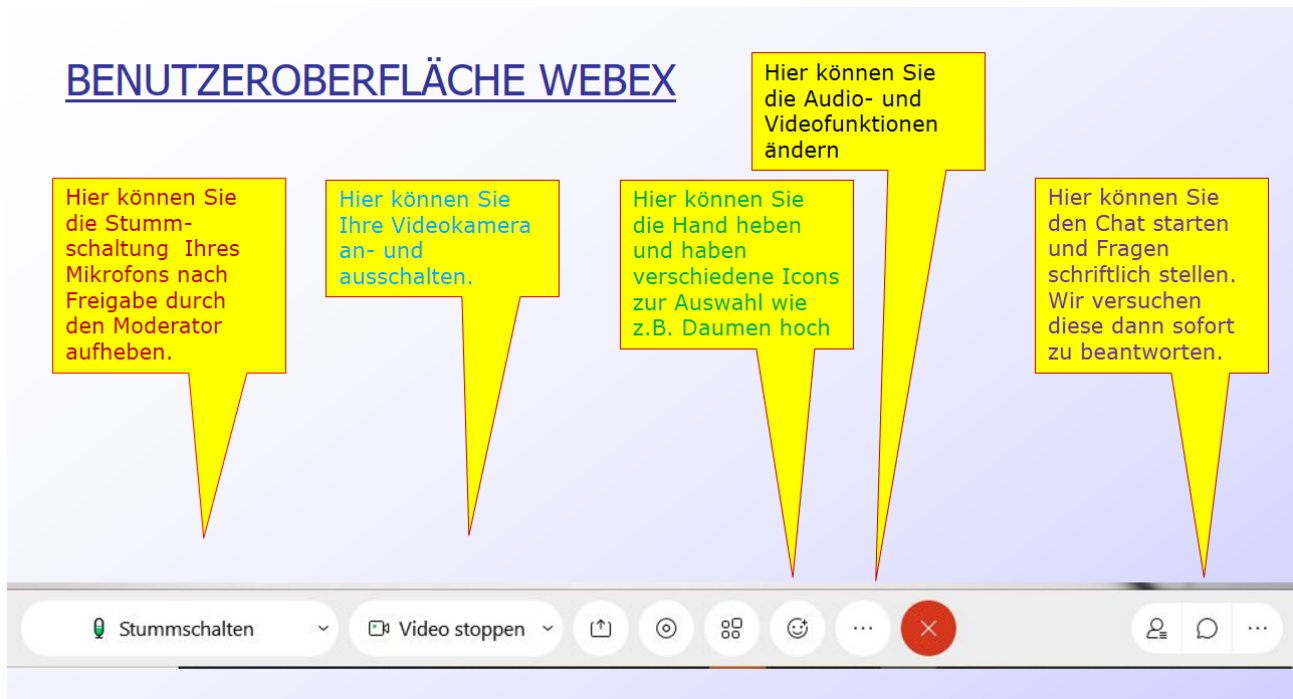 BENUTZEROBERFLÄCHE WEBEX
Hier können Sie
die Audio- und
Videofunktionen
ändern
Hier können Sie
die Stumm-
schaltung  Ihres
Mikrofons nach
Freigabe durch
den Moderator
aufheben.
Hier können Sie
Ihre Videokamera
an- und
ausschalten.
Hier können Sie
die Hand heben
und haben
verschiedene Icons
zur Auswahl wie
z.B. Daumen hoch
Hier können Sie
den Chat starten
und Fragen
schriftlich stellen.
Wir versuchen
diese dann sofort
zu beantworten.
Stummschalten
Video stoppen